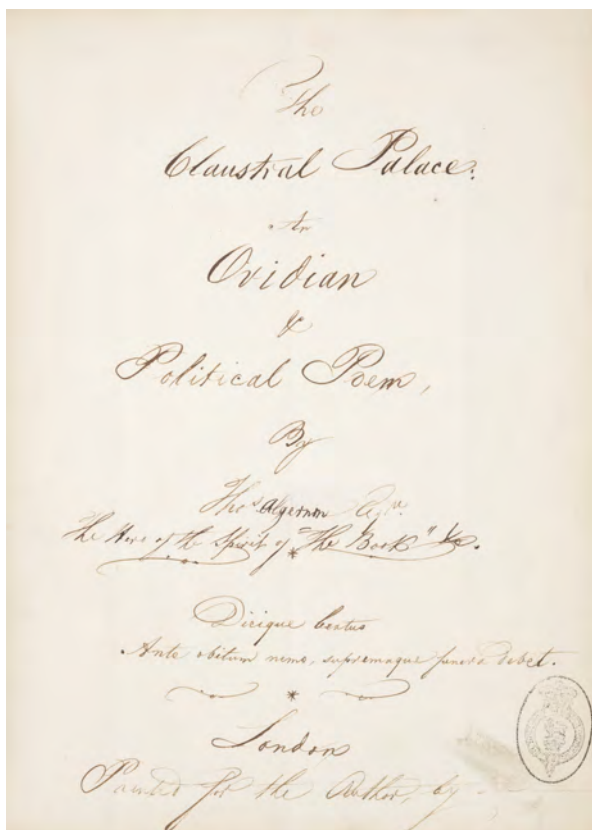 The
Claustral Palace:
An
Ovidian
&
Political Poem,
By
Thos. Algernon Esqr.
The Hero of the Spirit of "The Book" &c.
*
Dicique beatus
Ante obitum nemo, supremaque funera debet.
*
London
Printed for the Author, by